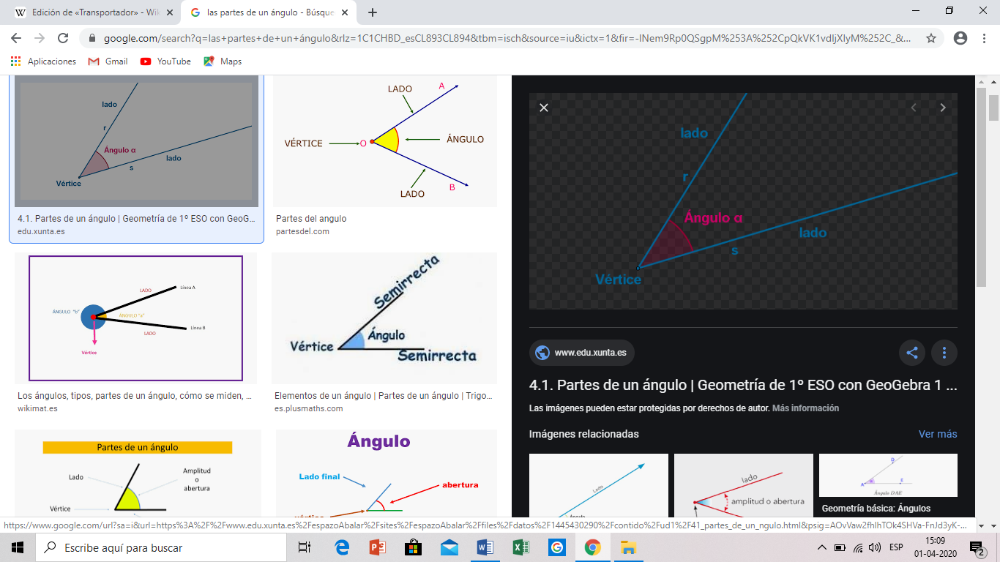 Edición de «Transportador» - Wik
las partes de un ángulo - Búsque
google.com/search?q=las+partes+de+un+ángulo&rlz=1C1CHBD_esCL893CL894&tbm=isch&source=iu&ictx=1&fir=-INem9Rp0QSgpM%253A%252CpQkVK1vdIjXIyM%252C_&...
Aplicaciones
Gmail
YouTube
Maps
lado
r
Ángulo α
lado
s
Vértice
4.1. Partes de un ángulo | Geometría de 1º ESO con GeoG...
edu.xunta.es
LADO
A
VÉRTICE
O
ÁNGULO
LADO
B
Partes del angulo
partesdel.com
LADO
Línea A
ÁNGULO "b"
ÁNGULO "a"
Línea B
LADO
Vértice
Los ángulos, tipos, partes de un ángulo, cómo se miden, ...
wikimat.es
Semirrecta
Ángulo
Vértice
Semirrecta
Elementos de un ángulo | Partes de un ángulo | Trigo...
es.plusmaths.com
Partes de un ángulo
Lado
Amplitud
o
abertura
Vértice
Ángulo
Lado final
abertura
lado
r
Ángulo α
lado
s
Vértice
www.edu.xunta.es
4.1. Partes de un ángulo | Geometría de 1º ESO con GeoGebra 1 ...
Las imágenes pueden estar protegidas por derechos de autor. Más información
Imágenes relacionadas
Ver más
Lado
lado
amplitud o abertura
D
A
α
E
Ángulo DAE
Geometría básica: Ángulos
https://www.google.com/url?sa=i&url=https%3A%2F%2Fwww.edu.xunta.es%2FespazoAbalar%2Fsites%2FespazoAbalar%2Ffiles%2Fdatos%2F1445430290%2Fcontido%2Fud1%2F41_partes_de_un_ngulo.html&psig=AOvVaw2fhIhTOk4SHVa-FnJd3yK-...
Escribe aquí para buscar
ESP
15:09
01-04-2020
2